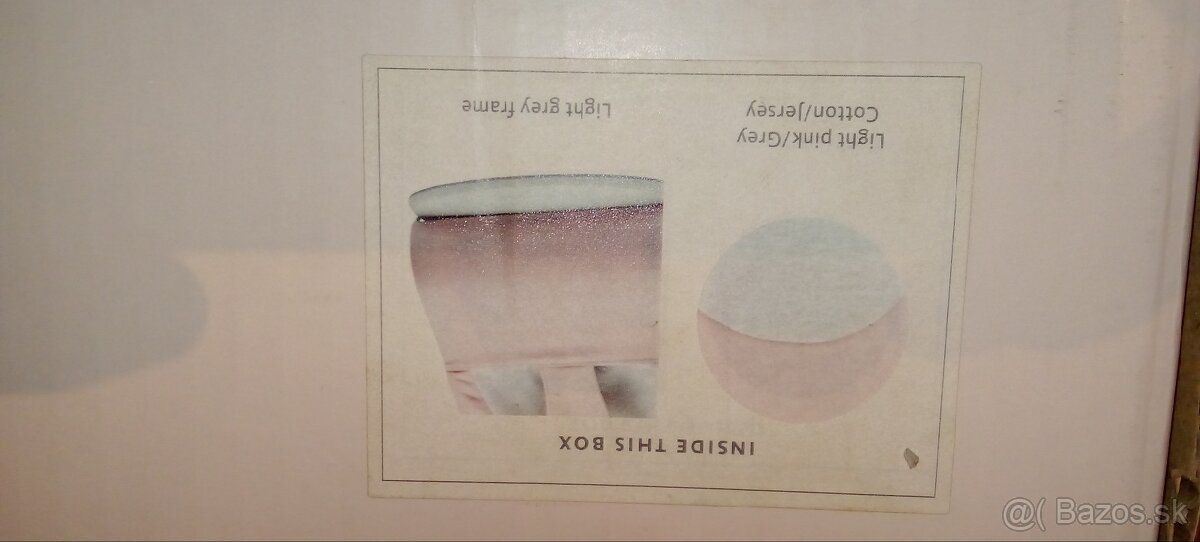 INSIDE THIS BOX
Light pink/Grey
Cotton/Jersey
Light grey frame
@( Bazos.sk